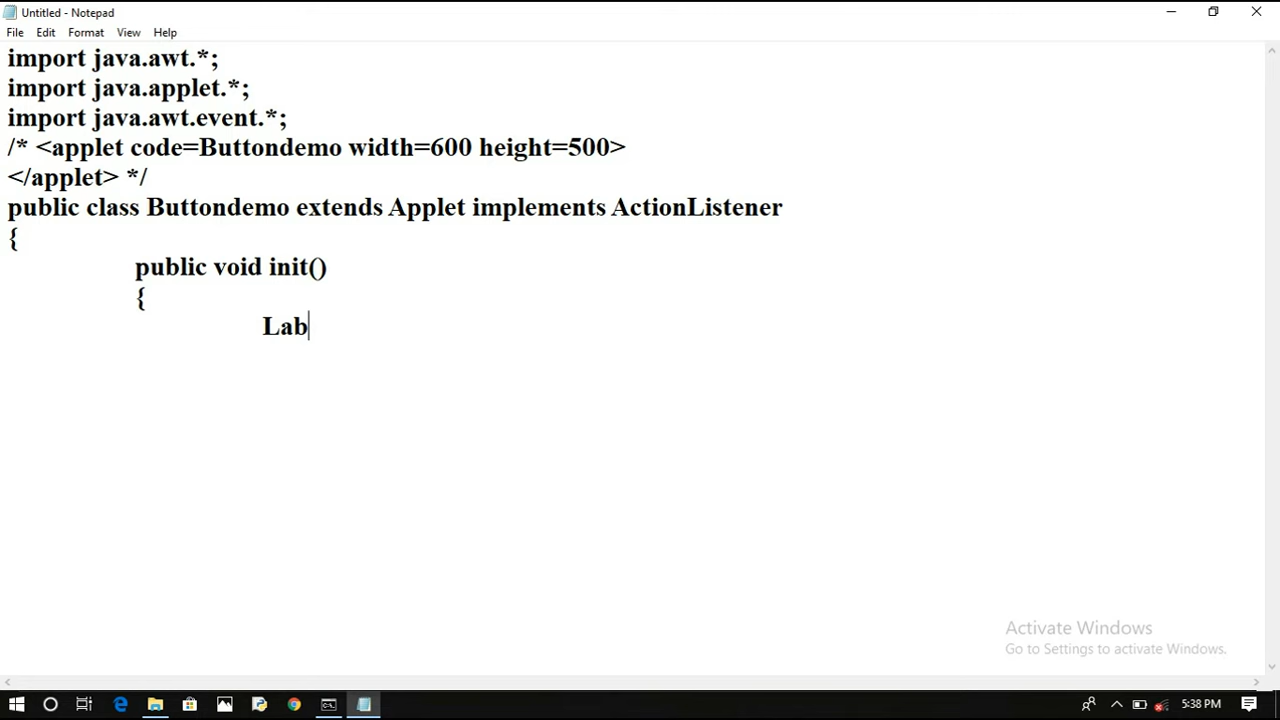 Untitled - Notepad
File Edit Format View Help
import java.awt.*;
import java.applet.*;
import java.awt.event.*;
/* <applet code=Buttondemo width=600 height=500>
</applet> */
public class Buttondemo extends Applet implements ActionListener
{
public void init()
{
Lab
Activate Windows
Go to Settings to activate Windows.
5:38 PM